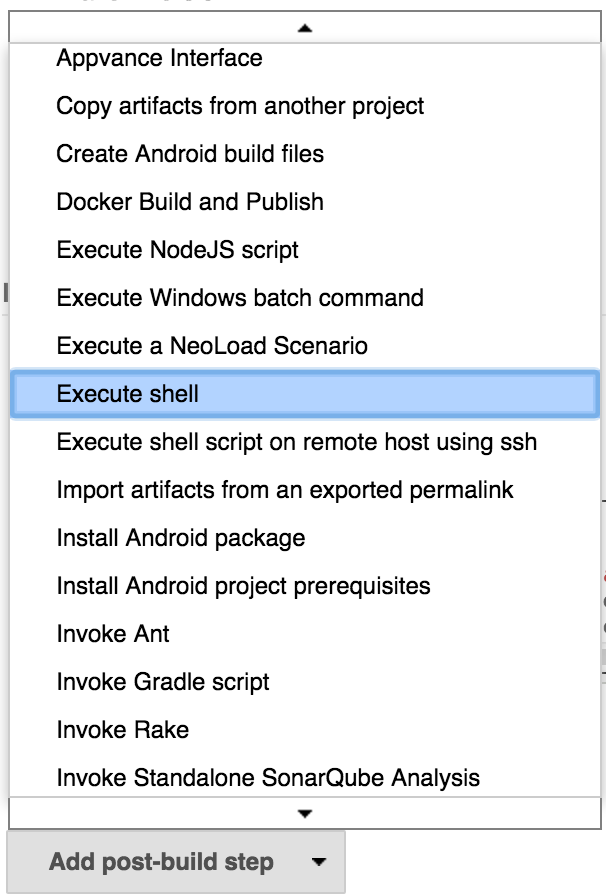 Appvance Interface
Copy artifacts from another project
Create Android build files
Docker Build and Publish
Execute NodeJS script
Execute Windows batch command
Execute a NeoLoad Scenario
Execute shell
Execute shell script on remote host using ssh
Import artifacts from an exported permalink
Install Android package
Install Android project prerequisites
Invoke Ant
Invoke Gradle script
Invoke Rake
Invoke Standalone SonarQube Analysis
Add post-build step